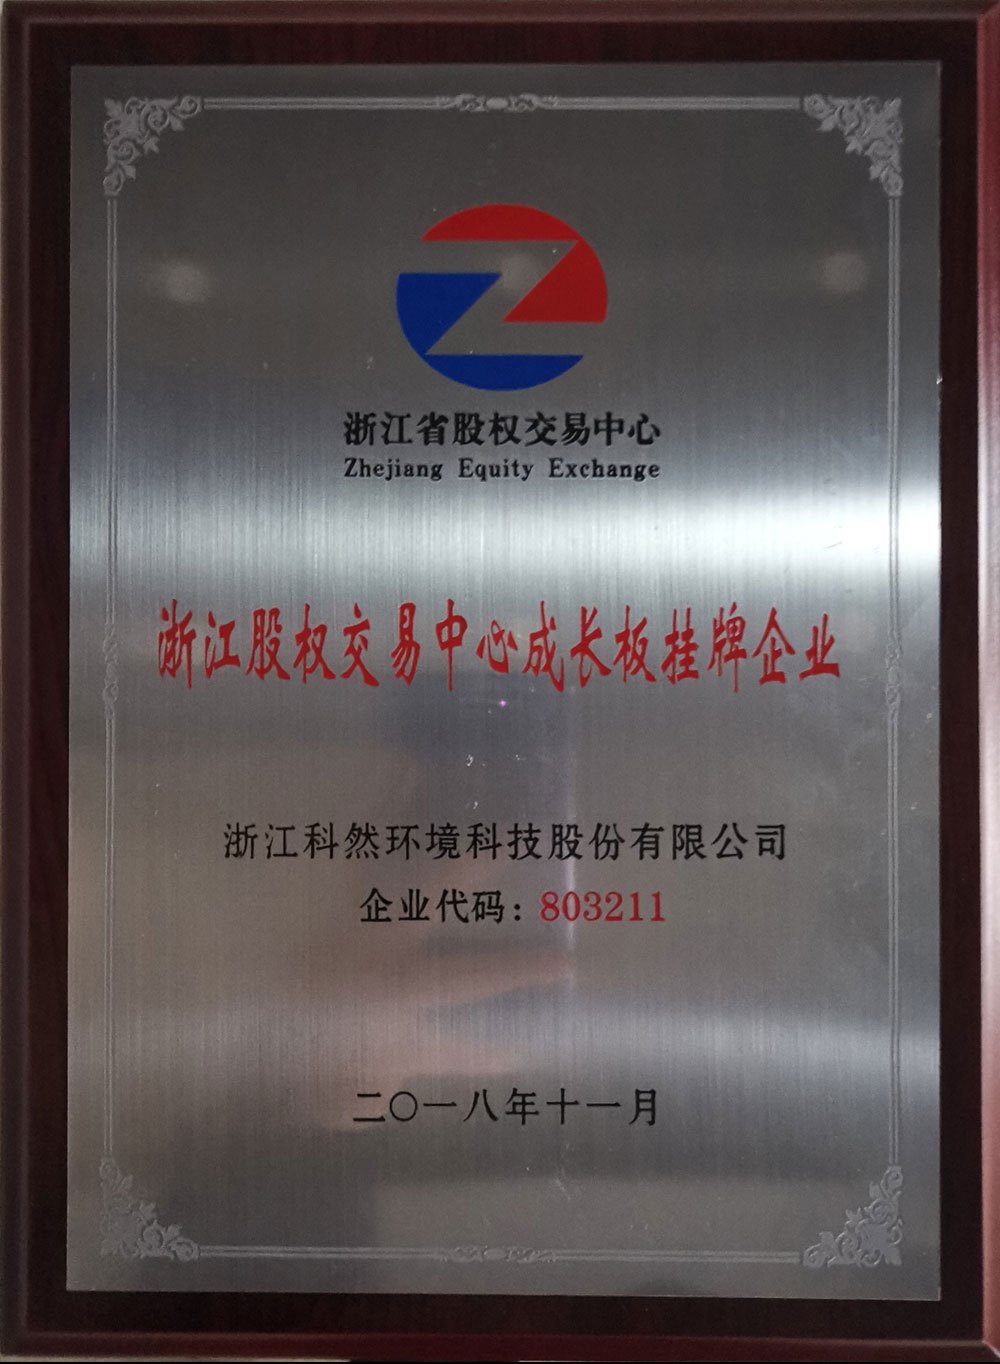 浙江省股权交易中心
Zhejiang Equity Exchange
浙江股权交易中心成长板挂牌企业
浙江科然环境科技股份有限公司
企业代码：803211
二〇一八年十一月